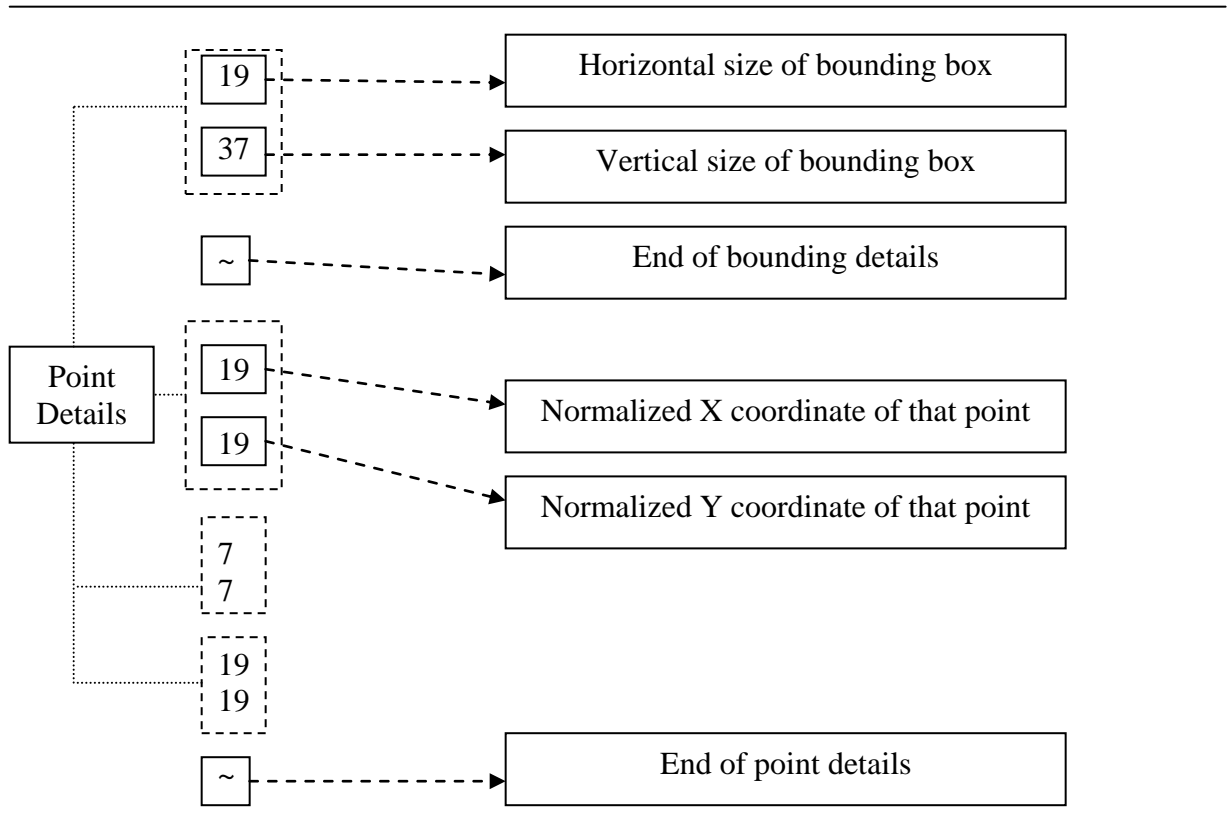 19
Horizontal size of bounding box
37
Vertical size of bounding box
~
End of bounding details
Point
Details
19
Normalized X coordinate of that point
19
Normalized Y coordinate of that point
7
7
19
19
~
End of point details